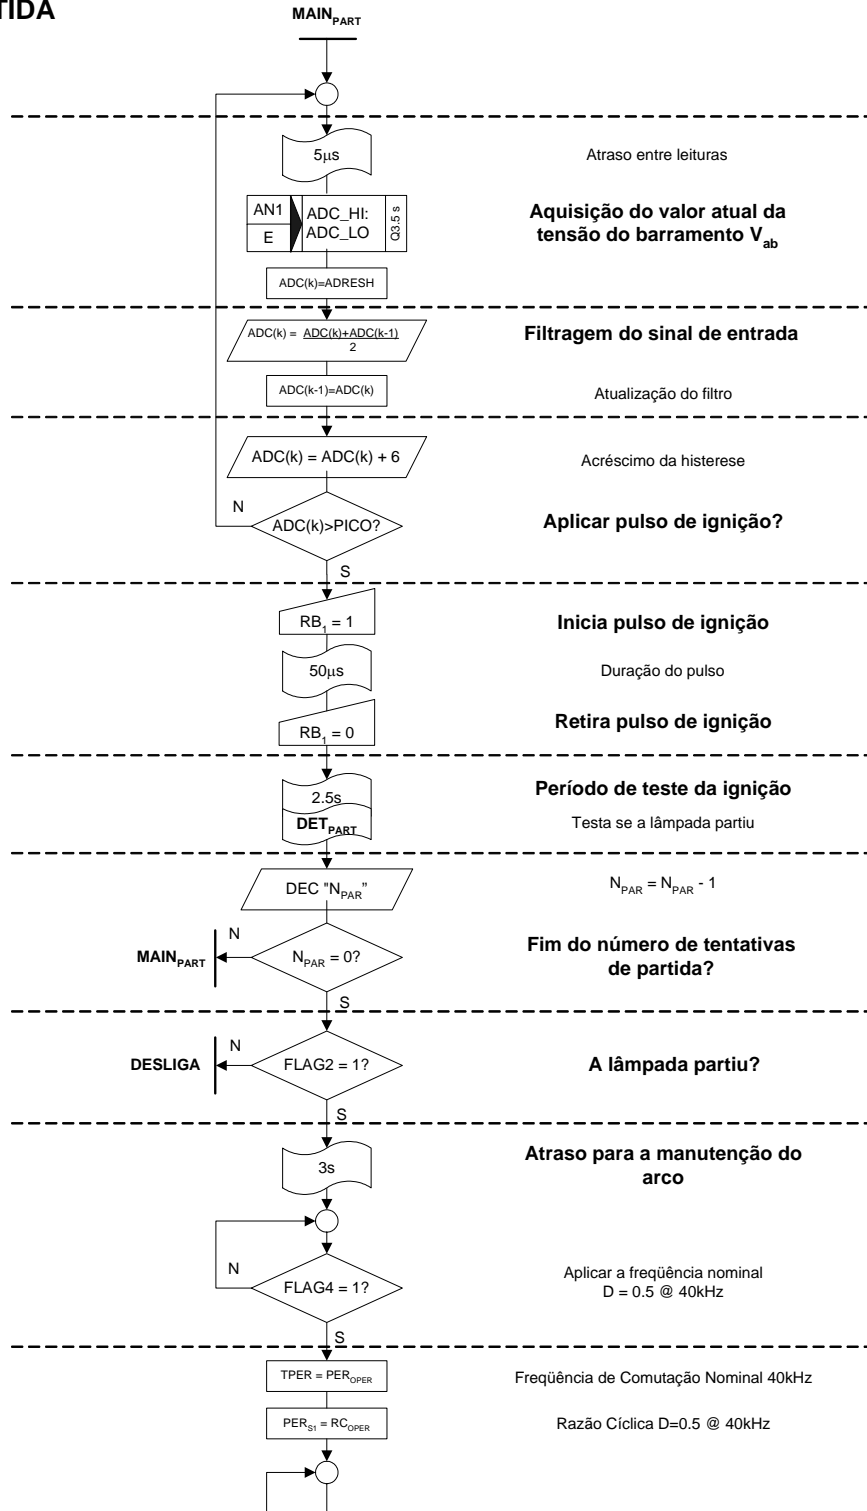 TIDA
MAIN_PART
5µs
Atraso entre leituras
AN1
E
ADC_HI:
ADC_LO
Q3.5 s
Aquisição do valor atual da
tensão do barramento V_ab
ADC(k)=ADRESH
ADC(k) = ADC(k)+ADC(k-1)
2
Filtragem do sinal de entrada
ADC(k-1)=ADC(k)
Atualização do filtro
ADC(k) = ADC(k) + 6
Acréscimo da histerese
N
ADC(k)>PICO?
Aplicar pulso de ignição?
S
RB_1 = 1
Inicia pulso de ignição
50µs
Duração do pulso
RB_1 = 0
Retira pulso de ignição
2.5s
DET_PART
Período de teste da ignição
Testa se a lâmpada partiu
DEC "N_PAR”
N_PAR = N_PAR - 1
MAIN_PART
N
N_PAR = 0?
Fim do número de tentativas
de partida?
S
DESLIGA
N
FLAG2 = 1?
A lâmpada partiu?
S
3s
Atraso para a manutenção do
arco
N
FLAG4 = 1?
Aplicar a freqüência nominal
D = 0.5 @ 40kHz
S
TPER = PER_OPER
Freqüência de Comutação Nominal 40kHz
PER_S1 = RC_OPER
Razão Cíclica D=0.5 @ 40kHz